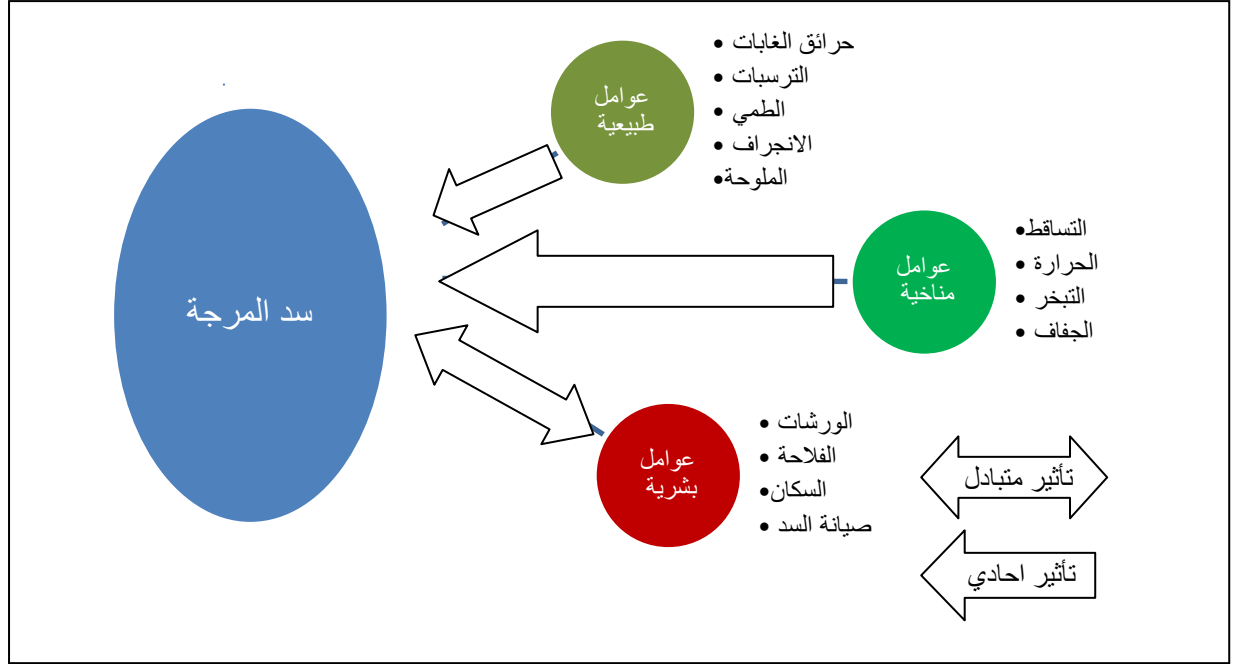 حرائق الغابات
الترسبات
الطمي
الانجراف
الملوحة
عوامل
طبيعية
التساقط
الحرارة
التبخر
الجفاف
عوامل
مناخية
سد المرجة
الورشات
الفلاحة
السكان
صيانة السد
عوامل
بشرية
تأثير متبادل
تأثير احادي